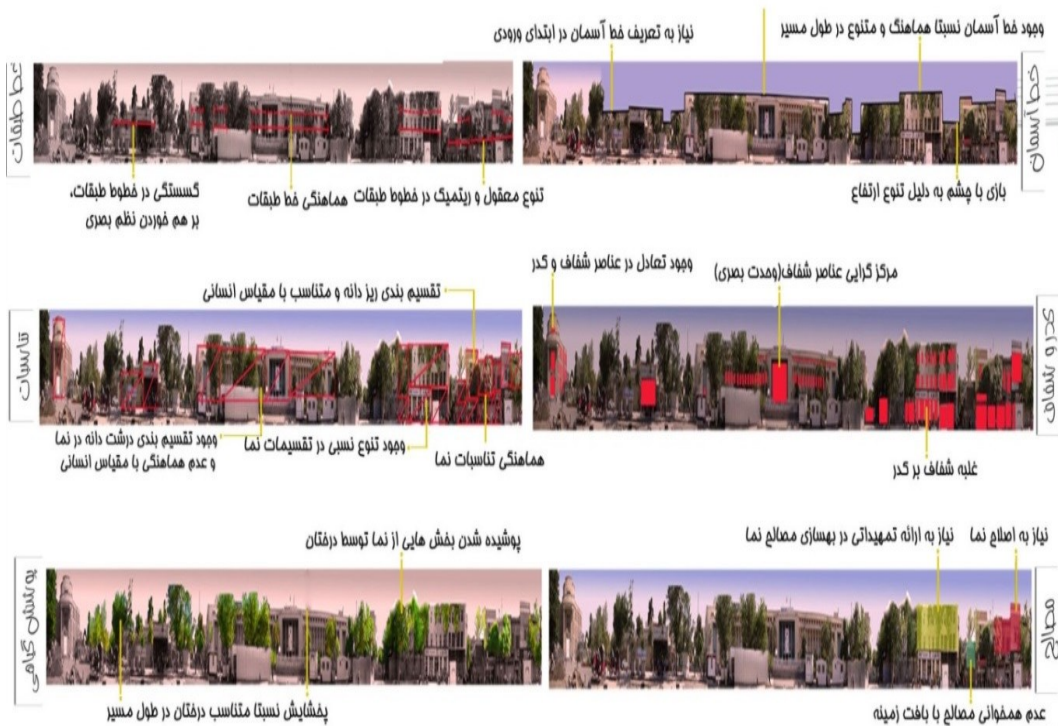 خط آسمان
وجود خط آسمان نسبتا هماهنگ و متنوع در طول مسیر
نیاز به تعریف خط آسمان در ابتدای ورودی
بازی با چشم به دلیل تنوع ارتفاع
خط طبقات
تنوع معقول و ریتمیک در خطوط طبقات
هماهنگی خط طبقات
گسستگی در خطوط طبقات،
بر هم خوردن نظم بصری
مرکز گرایی عناصر شفاف(وحدت بصری)
وجود تعادل در عناصر شفاف و کدر
غلبه شفاف بر کدر
تناسبات
تقسیم بندی ریز دانه و متناسب با مقیاس انسانی
هماهنگی تناسبات نما
وجود تنوع نسبی در تقسیمات نما
وجود تقسیم بندی درشت دانه در نما
و عدم هماهنگی با مقیاس انسانی
مصالح
نیاز به اصلاح نما
نیاز به ارائه تمهیداتی در بهسازی مصالح نما
عدم همخوانی مصالح با بافت زمینه
پوشش گیاهی
پوشیده شدن بخش هایی از نما توسط درختان
پخشایش نسبتا متناسب درختان در طول مسیر